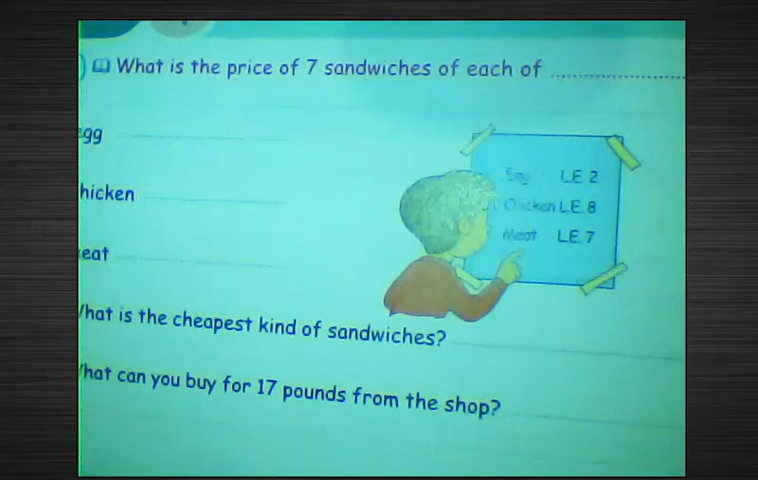 What is the price of 7 sandwiches of each of
gg
hicken
eat
Egg L.E. 2
Chicken L.E. 8
Meat L.E. 7
hat is the cheapest kind of sandwiches?
hat can you buy for 17 pounds from the shop?